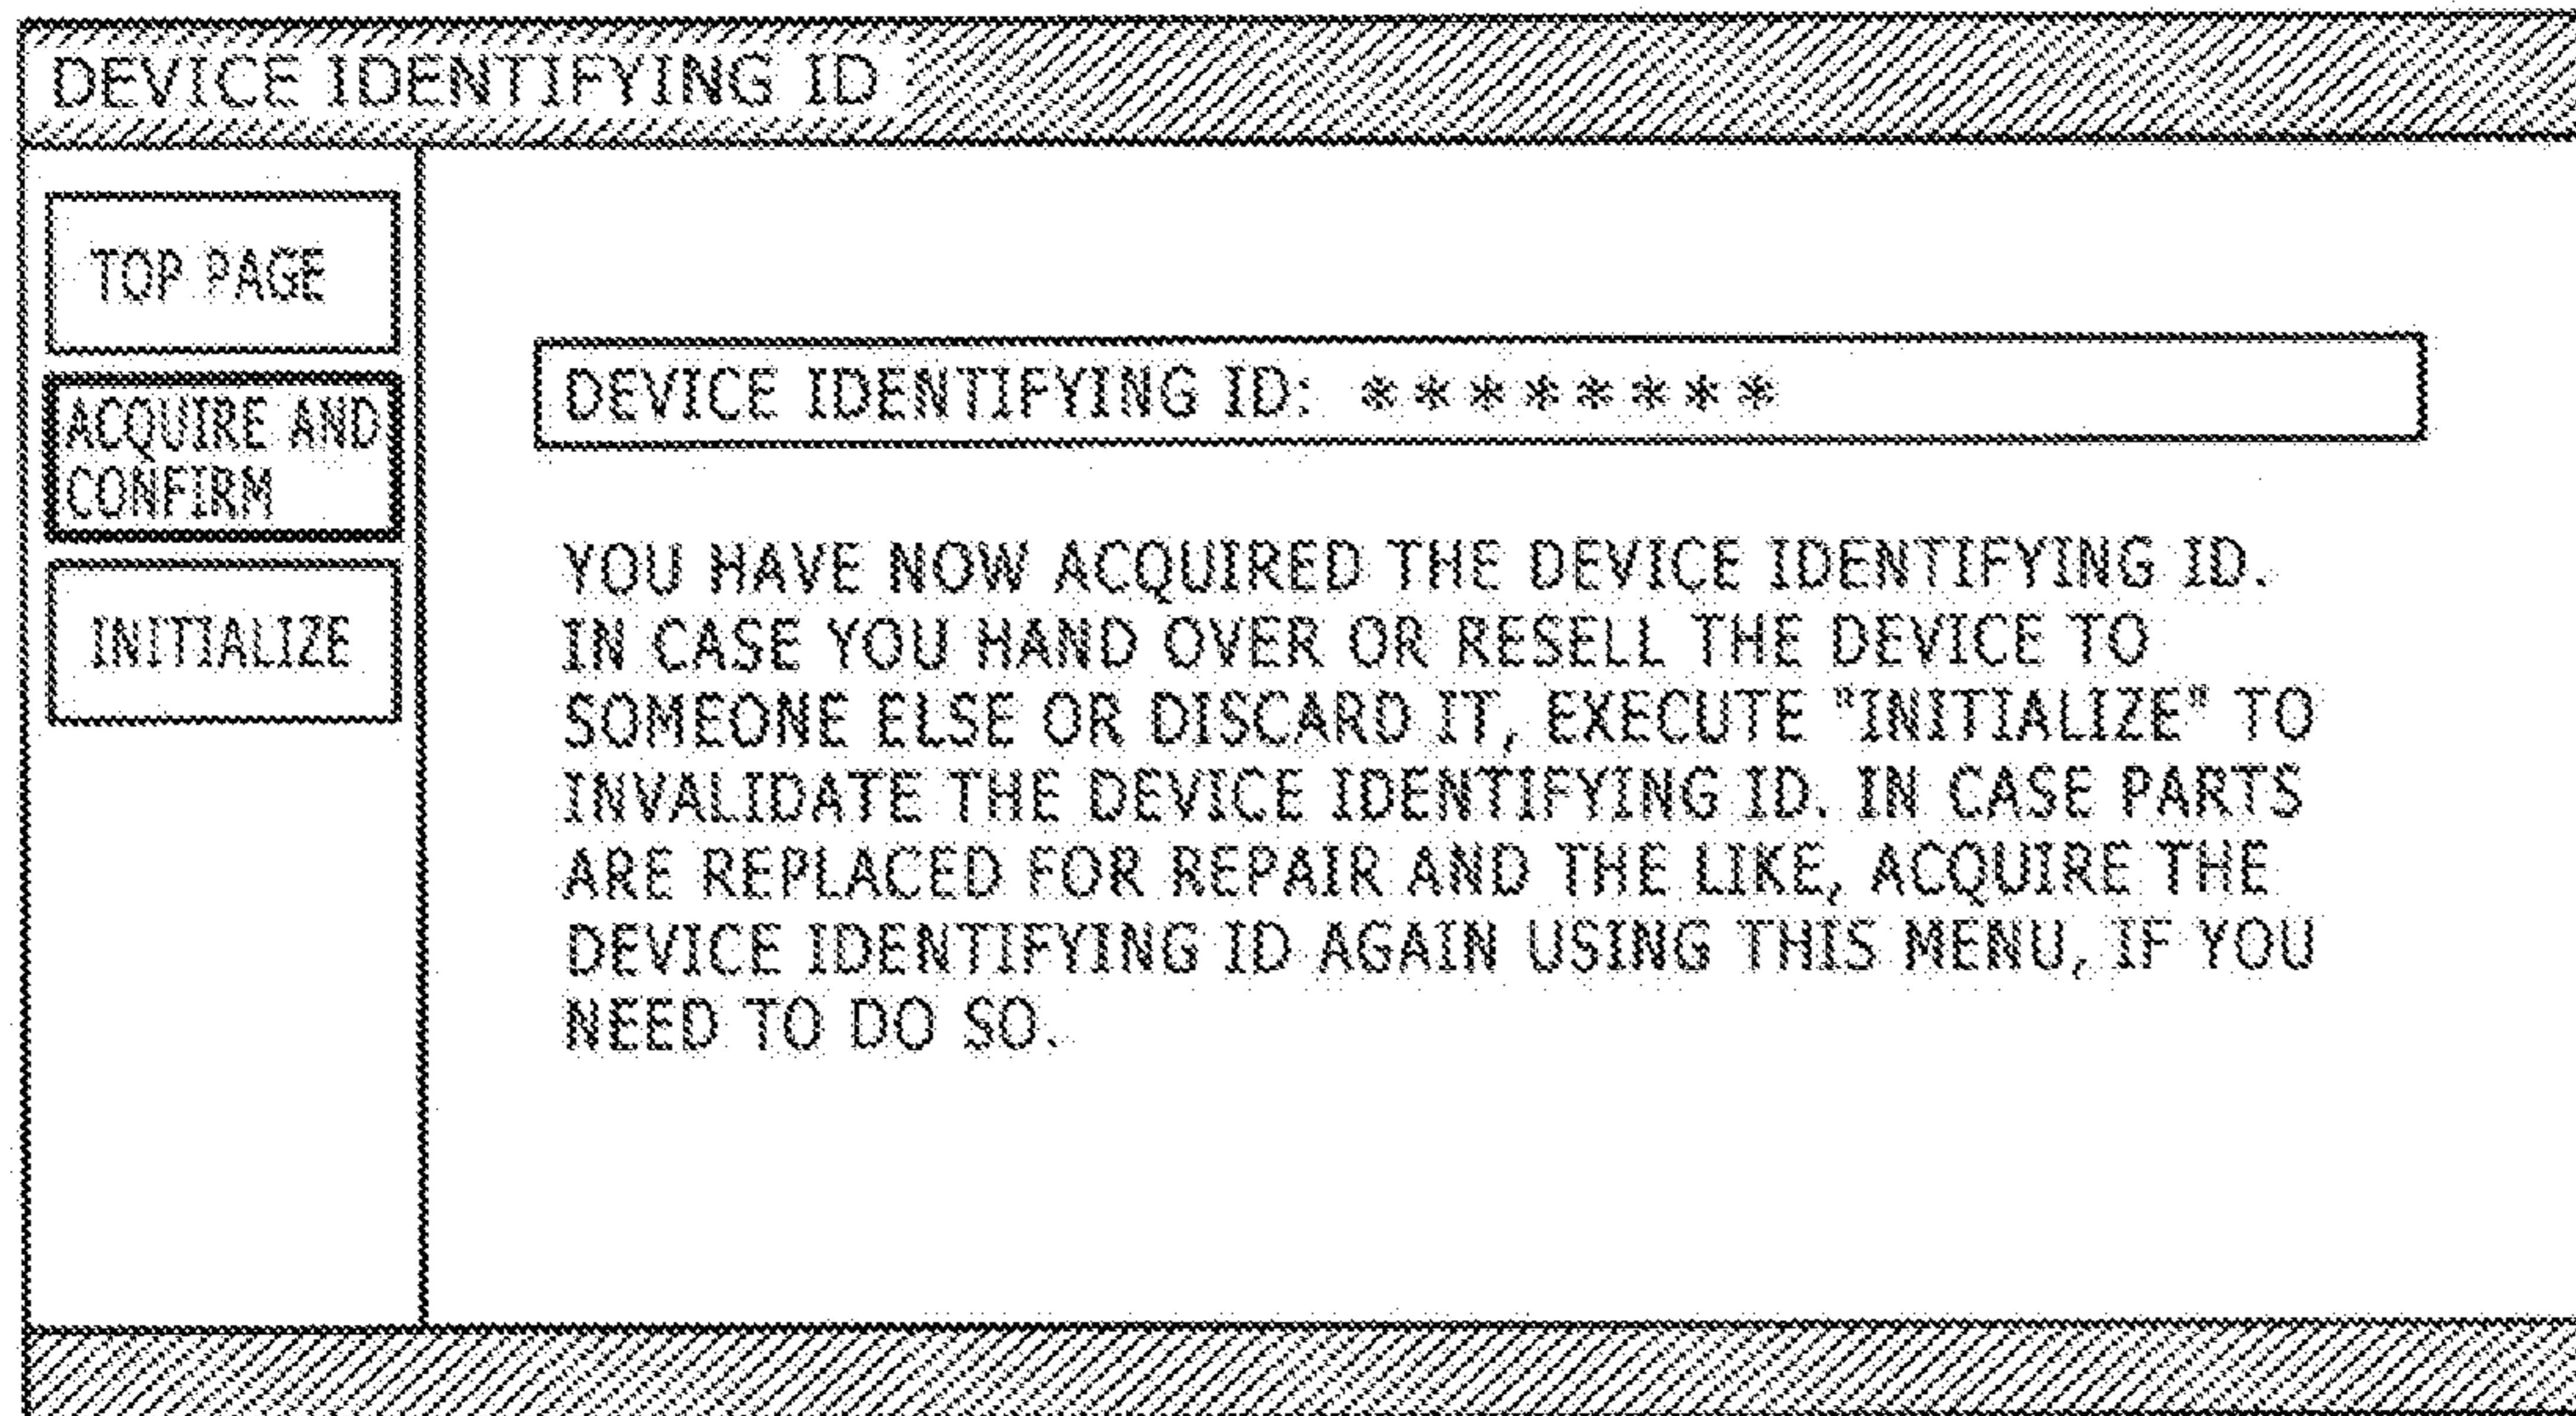 DEVICE IDENTIFYING ID
TOP PAGE
ACQUIRE AND
CONFIRM
INITIALIZE
DEVICE IDENTIFYING ID: ********
YOU HAVE NOW ACQUIRED THE DEVICE IDENTIFYING ID.
IN CASE YOU HAND OVER OR RESELL THE DEVICE TO
SOMEONE ELSE OR DISCARD IT, EXECUTE "INITIALIZE" TO
INVALIDATE THE DEVICE IDENTIFYING ID. IN CASE PARTS
ARE REPLACED FOR REPAIR AND THE LIKE, ACQUIRE THE
DEVICE IDENTIFYING ID AGAIN USING THIS MENU, IF YOU
NEED TO DO SO.